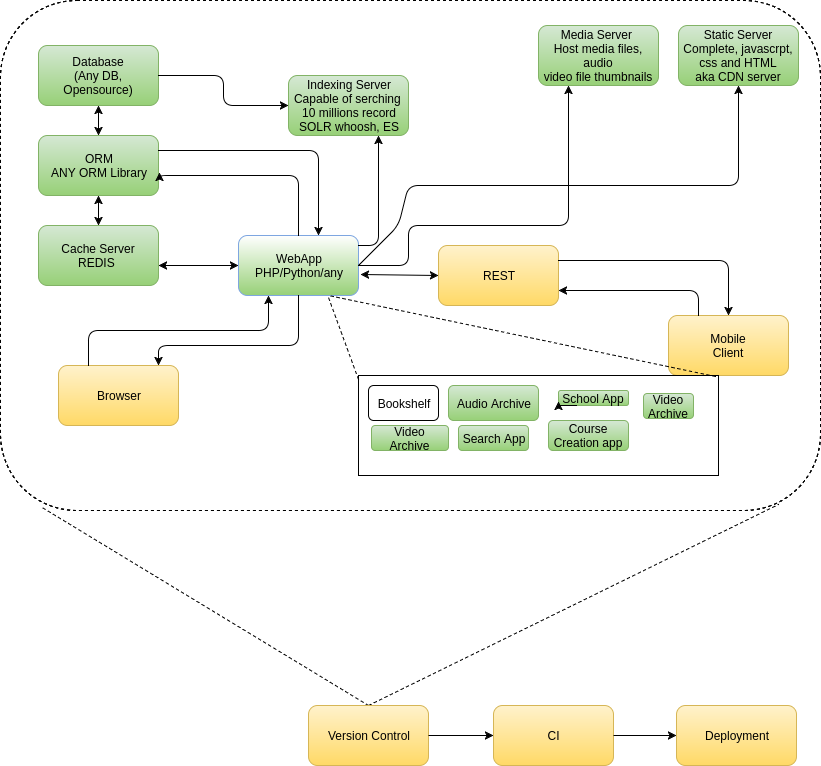 Database
(Any DB,
Opensource)
Indexing Server
Capable of serching
10 millions record
SOLR whoosh, ES
Media Server
Host media files,
audio
video file thumbnails
Static Server
Complete, javascrpt,
css and HTML
aka CDN server
ORM
ANY ORM Library
Cache Server
REDIS
WebApp
PHP/Python/any
REST
Mobile
Client
Browser
Bookshelf
Audio Archive
School App
Video
Archive
Video
Archive
Search App
Course
Creation app
Version Control
CI
Deployment